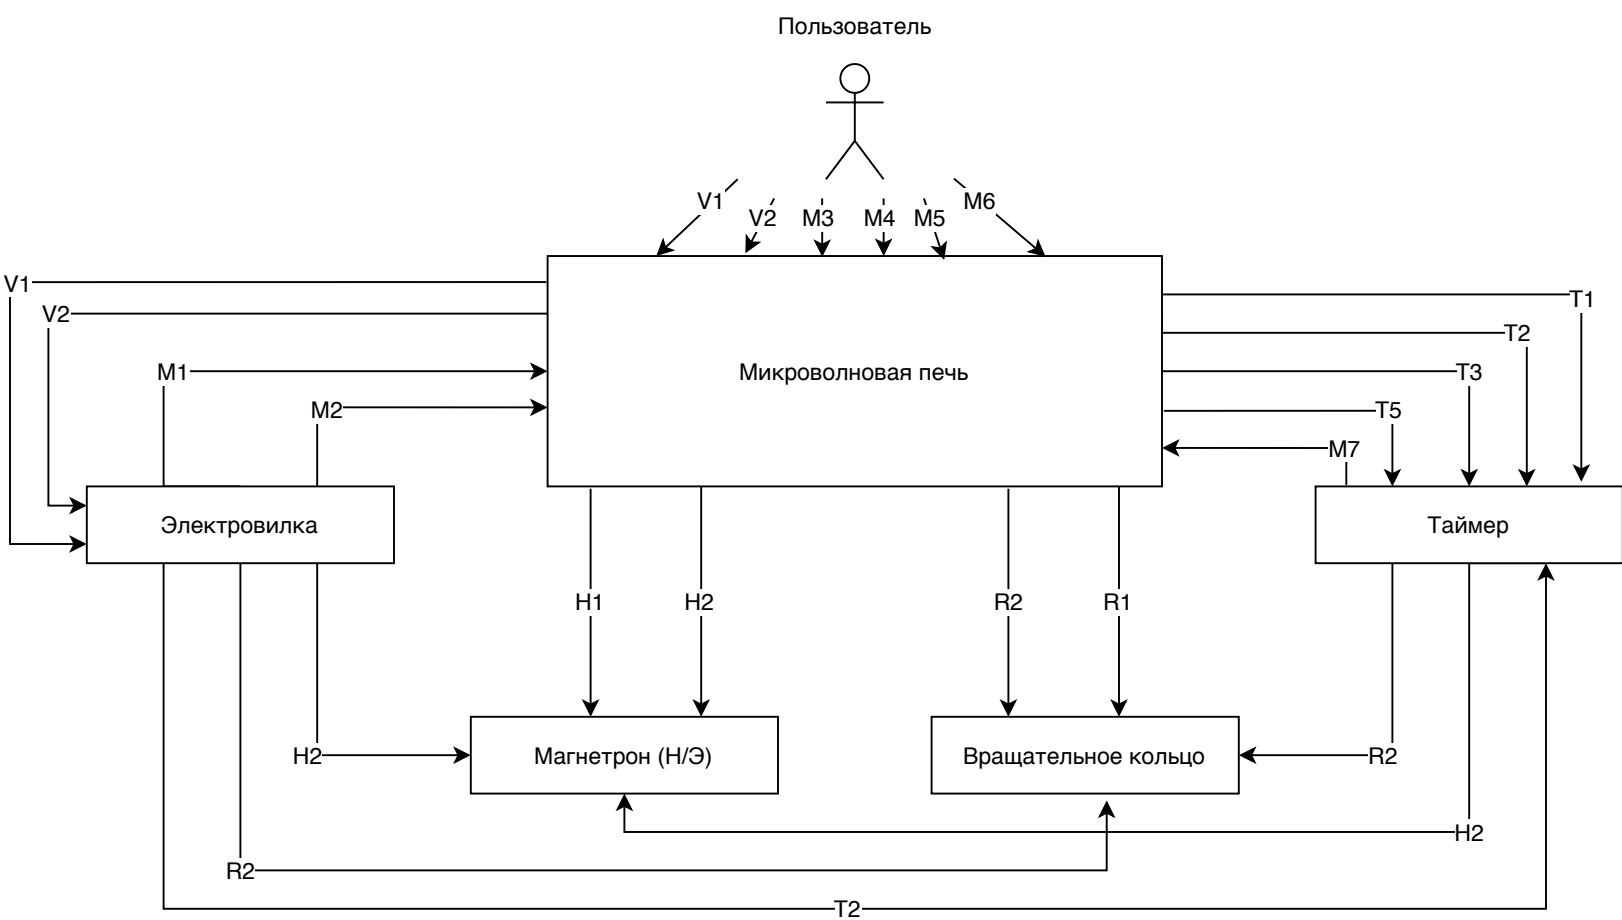 Пользователь
V1
V2
M3
M4
M5
M6
V1
V2
M1
M2
Микроволновая печь
T1
T2
T3
T5
M7
Электровилка
Таймер
H1
H2
R2
R1
H2
Магнетрон (Н/Э)
Вращательное кольцо
R2
H2
R2
T2